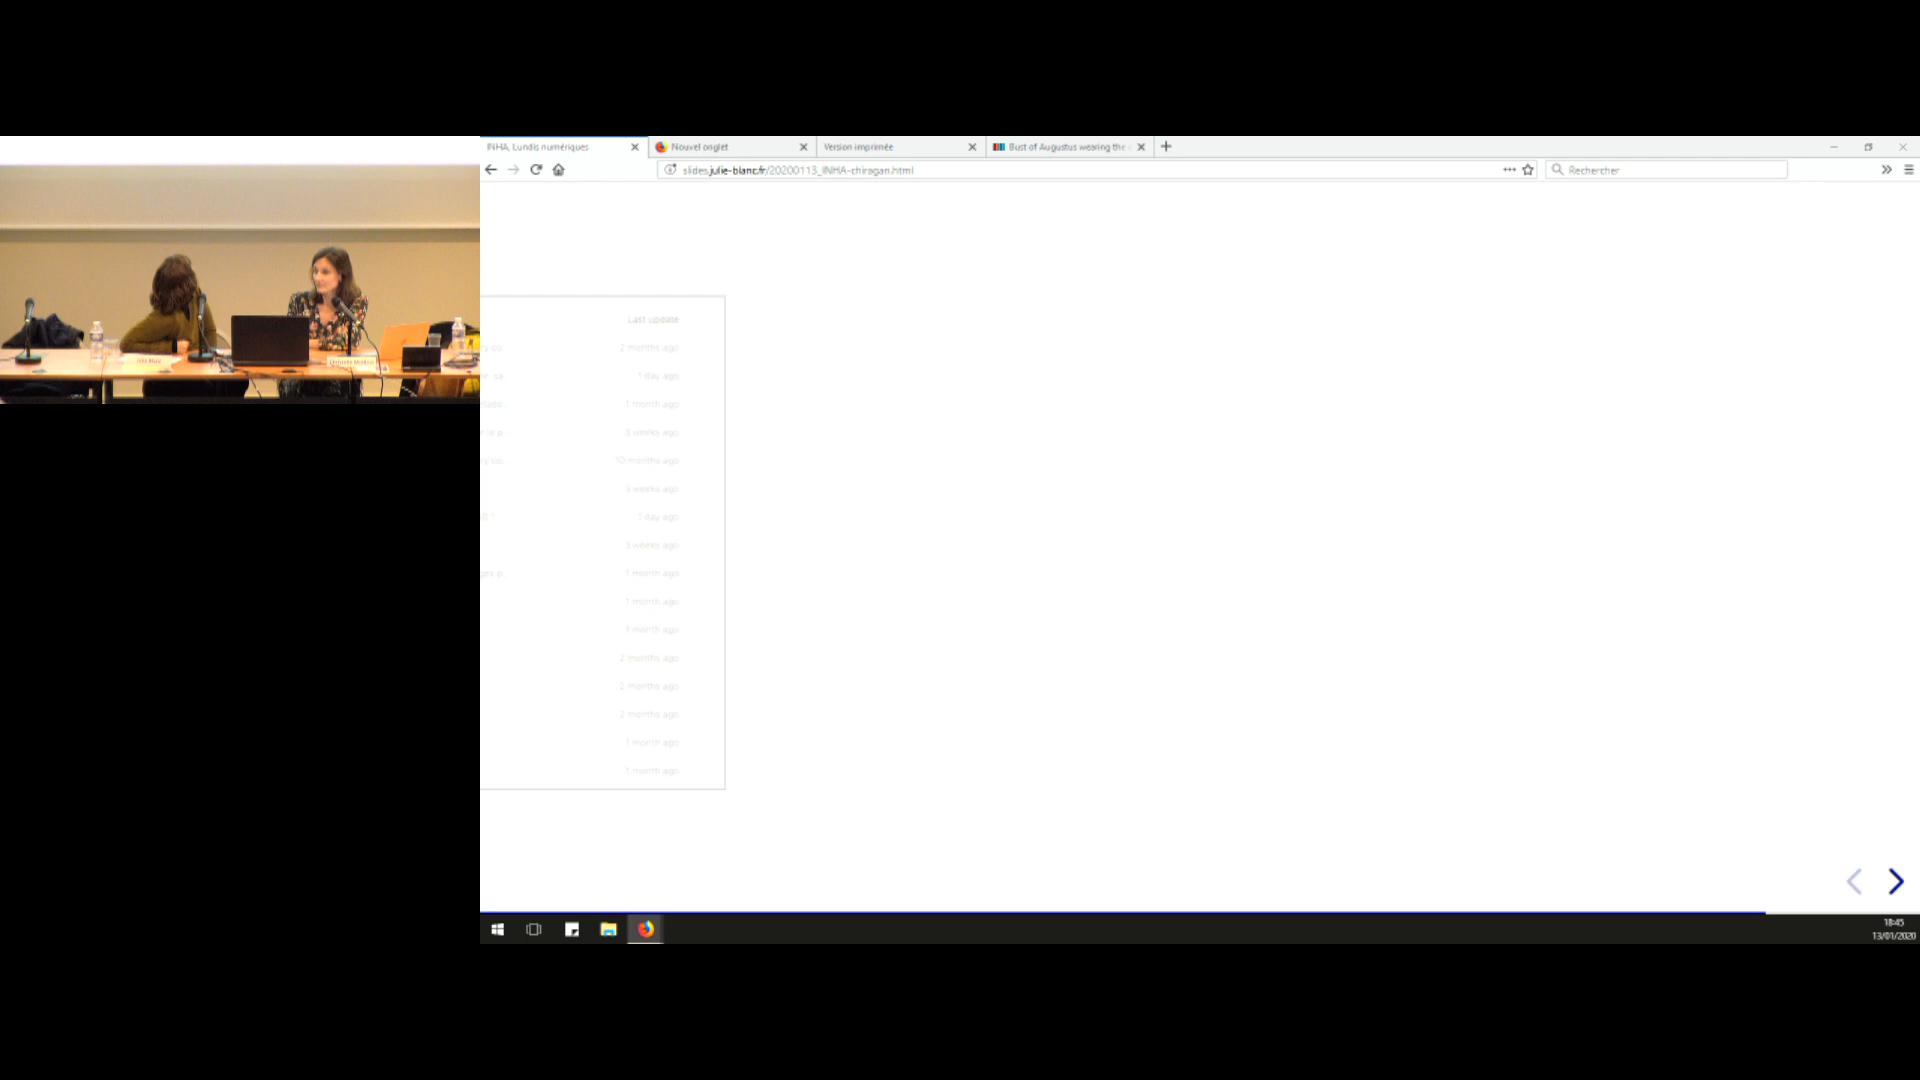 INHA, Lundis numériques
Nouvel onglet
Version imprimée
Bust of Augustus wearing the
slides.julie-blanc.fr/20200113_INHA-chiragan.html
Rechercher
Last update
2 months ago
1 day ago
1 month ago
3 weeks ago
10 months ago
3 weeks ago
1 day ago
3 weeks ago
1 month ago
1 month ago
1 month ago
2 months ago
2 months ago
2 months ago
1 month ago
1 month ago
18:45
13/01/2020